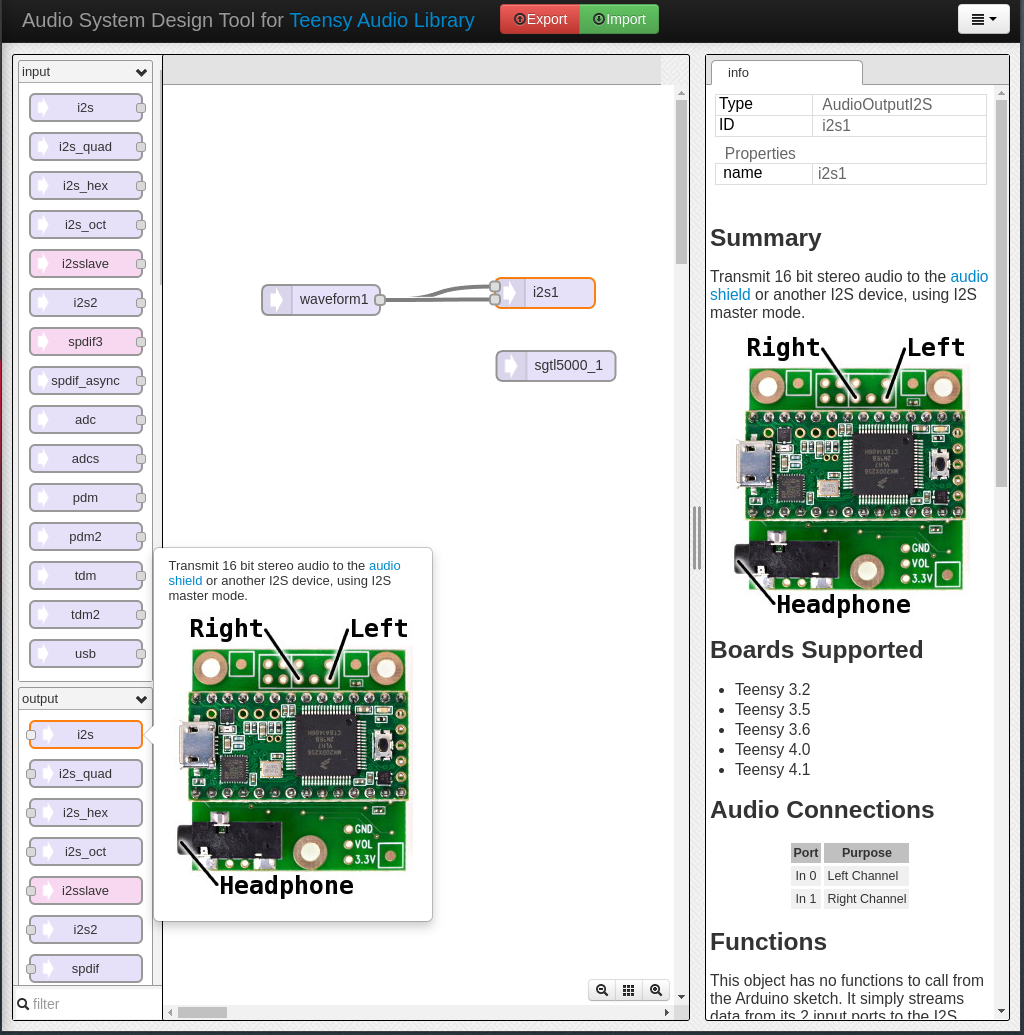 Audio System Design Tool for Teensy Audio Library
Export
Import
input
i2s
i2s_quad
i2s_hex
i2s_oct
i2sslave
i2s2
spdif3
spdif_async
adc
adcs
pdm
pdm2
tdm
tdm2
usb
output
i2s
i2s_quad
i2s_hex
i2s_oct
i2sslave
i2s2
spdif
filter
waveform1
i2s1
sgtl5000_1
Transmit 16 bit stereo audio to the audio
shield or another I2S device, using I2S
master mode.
Right Left
GND
VOL
3.3V
Headphone
info
Type AudioOutputI2S
ID i2s1
Properties
name i2s1
Summary
Transmit 16 bit stereo audio to the audio
shield or another I2S device, using I2S
master mode.
Right Left
GND
VOL
3.3V
Headphone
Boards Supported
• Teensy 3.2
• Teensy 3.5
• Teensy 3.6
• Teensy 4.0
• Teensy 4.1
Audio Connections
Port Purpose
In 0 Left Channel
In 1 Right Channel
Functions
This object has no functions to call from
the Arduino sketch. It simply streams
data from its 2 input ports to the I2S